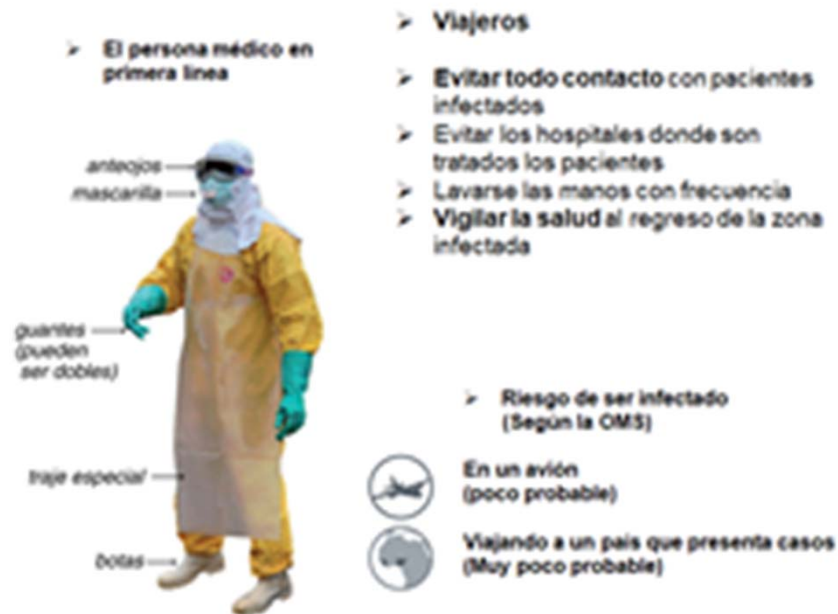 El persona médico en
primera linea
anteojos
mascarilla
guantes
(pueden
ser dobles)
traje especial
botas
Viajeros
Evitar todo contacto con pacientes
infectados
Evitar los hospitales donde son
tratados los pacientes
Lavarse las manos con frecuencia
Vigilar la salud al regreso de la zona
infectada
Riesgo de ser infectado
(Según la OMS)
En un avión
(poco probable)
Viajando a un país que presenta casos
(Muy poco probable)